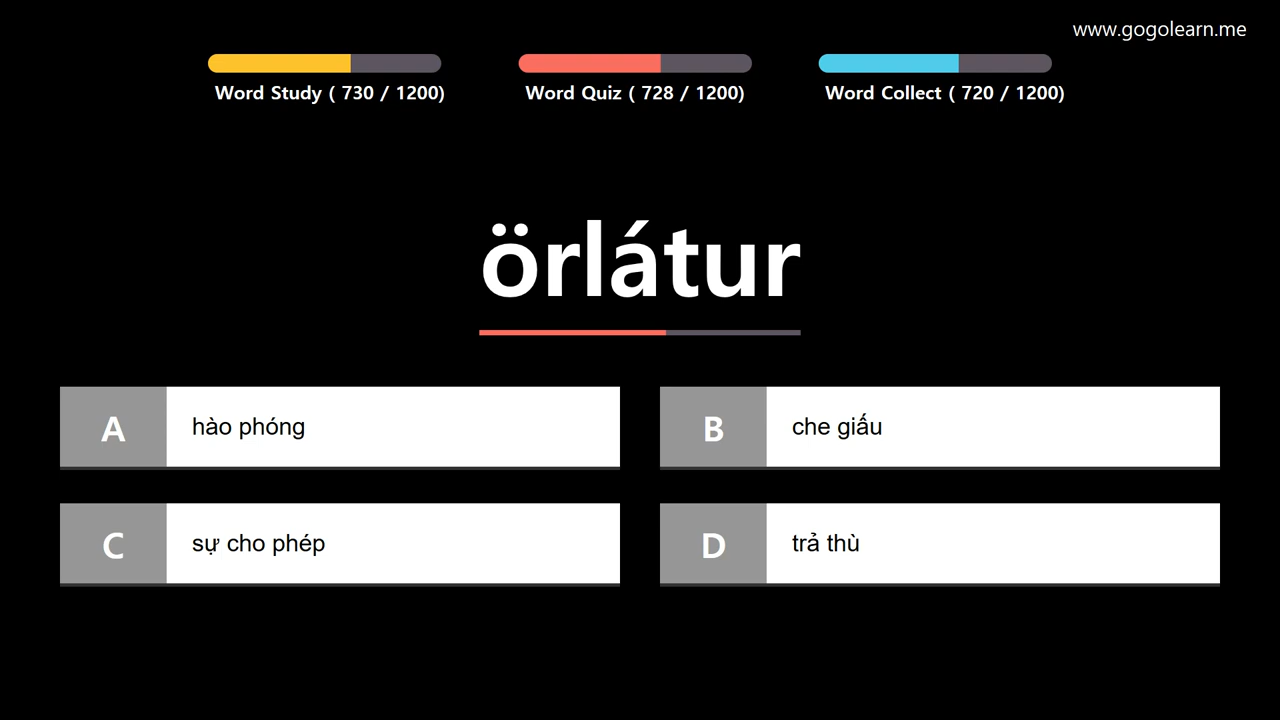 www.gogolearn.me
Word Study ( 730 / 1200)
Word Quiz ( 728 / 1200)
Word Collect ( 720 / 1200)
örlátur
A hào phóng
B che giấu
C sự cho phép
D trả thù